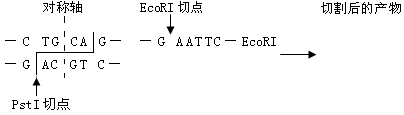 对称轴 EcoRI 切点 切割后的产物
— C TG CA G — — G AATTC — EcoRI
— G AC GT C —
PstI 切点